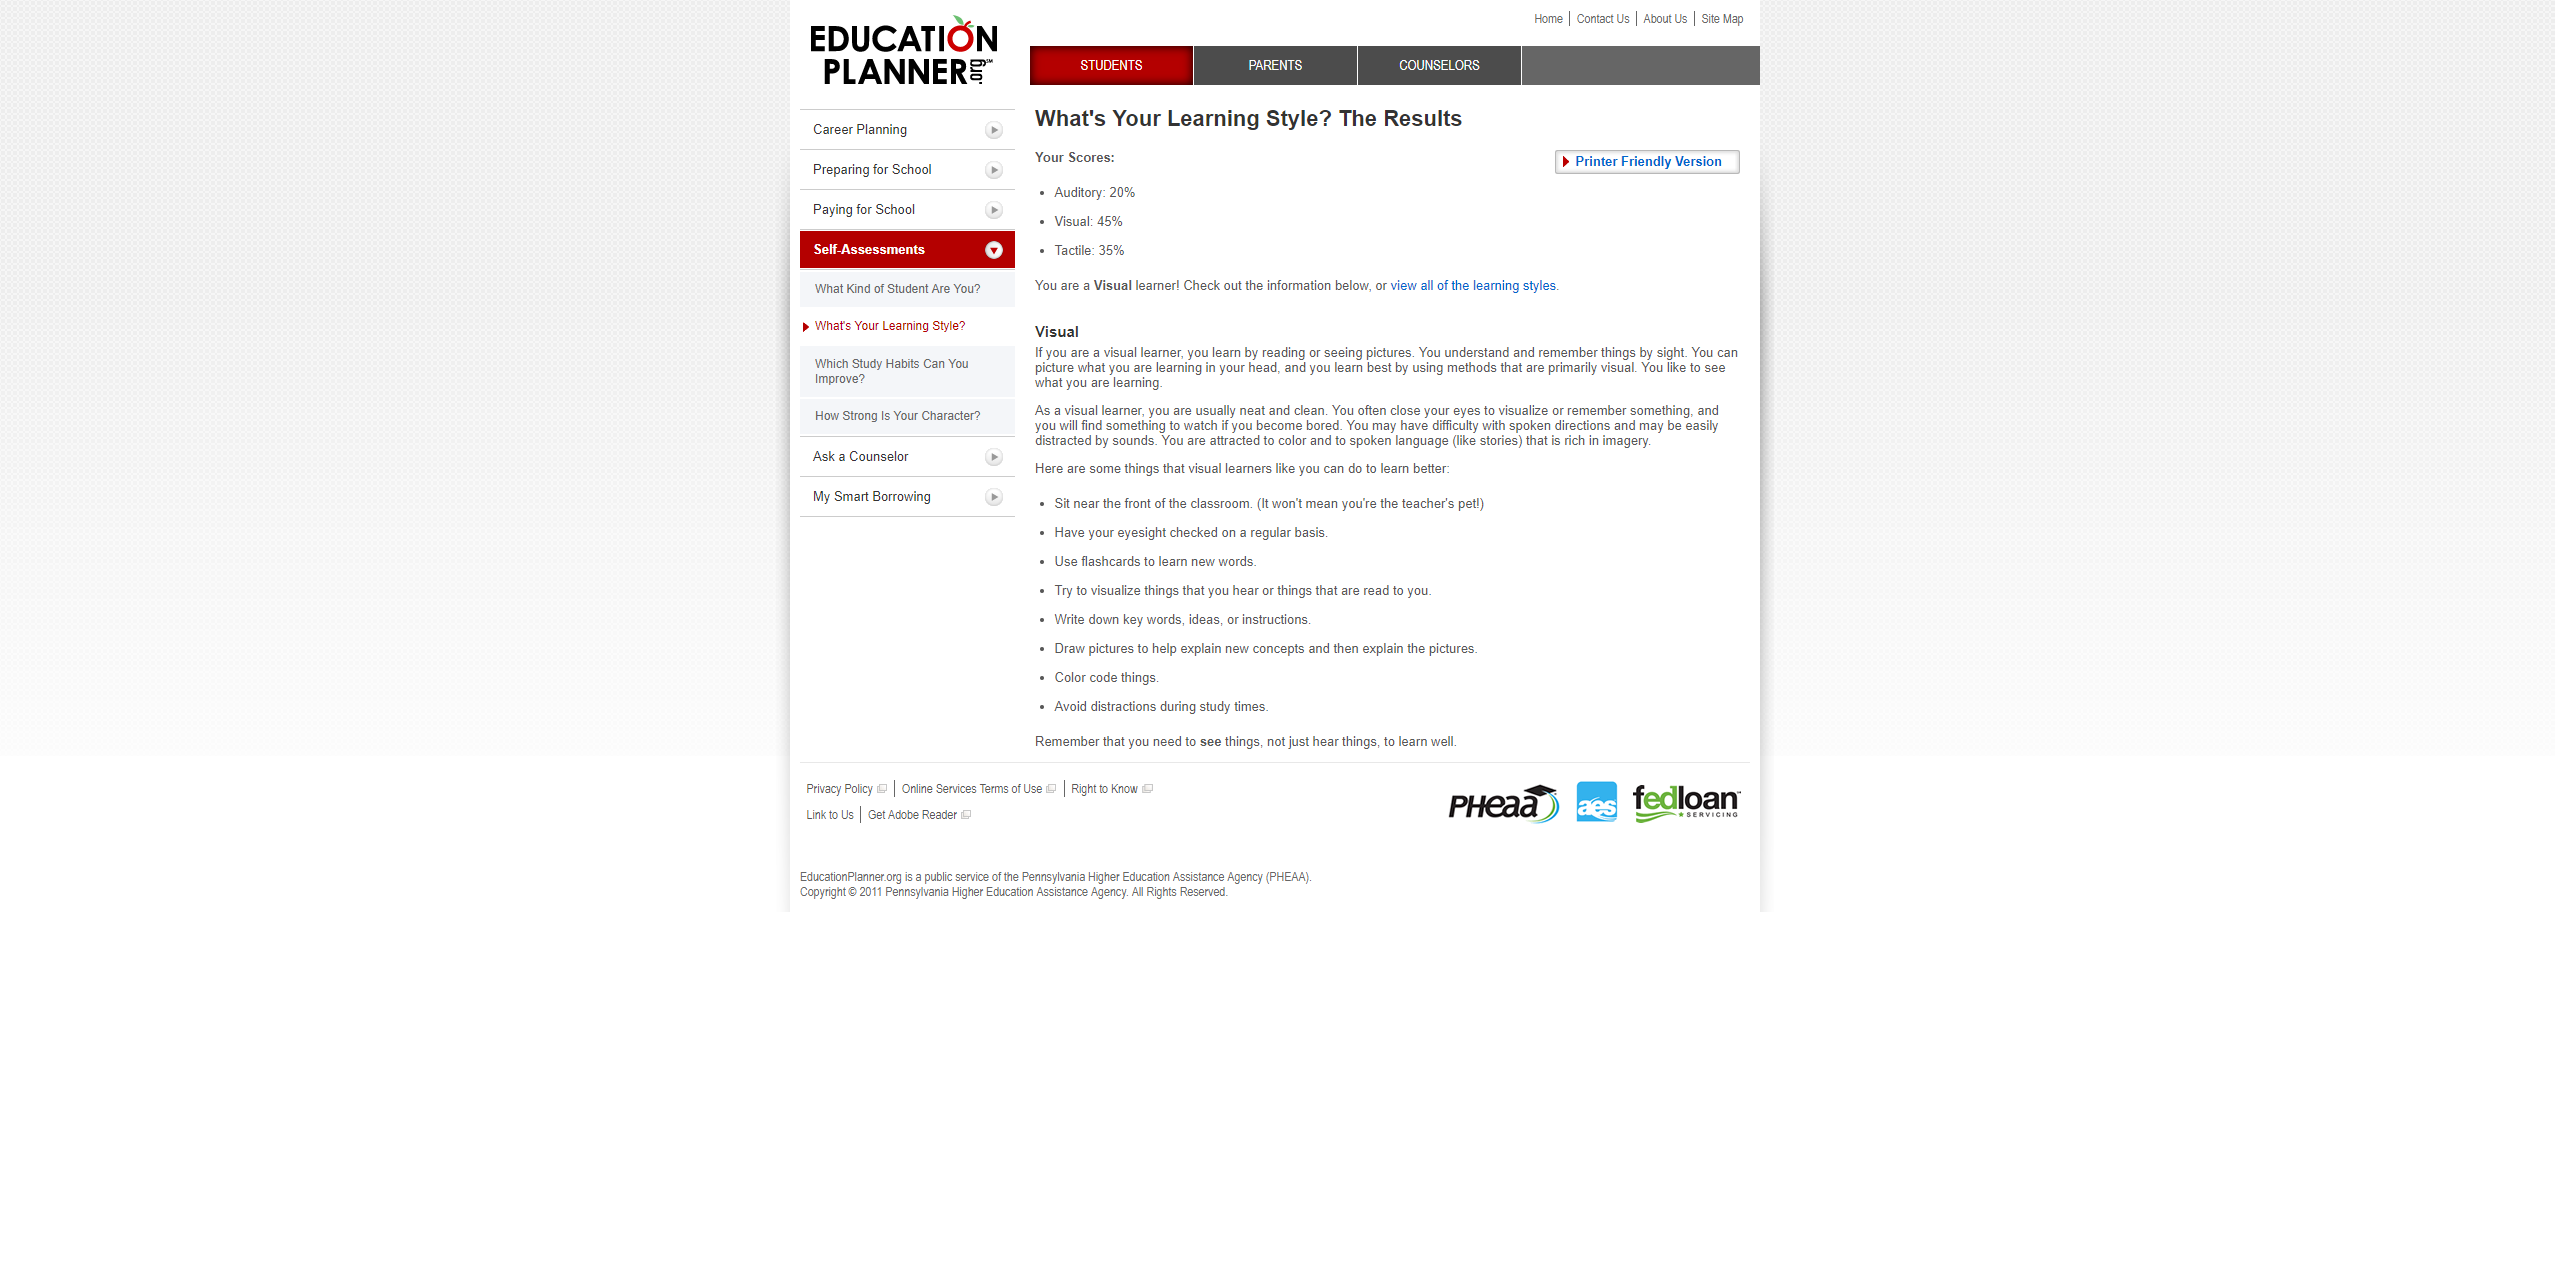 EDUCATION
PLANNER.org℠
Home
Contact Us
About Us
Site Map
STUDENTS
PARENTS
COUNSELORS
Career Planning
Preparing for School
Paying for School
Self-Assessments
What Kind of Student Are You?
What's Your Learning Style?
Which Study Habits Can You
Improve?
How Strong Is Your Character?
Ask a Counselor
My Smart Borrowing
What's Your Learning Style? The Results
Your Scores:
Printer Friendly Version
• Auditory: 20%
• Visual: 45%
• Tactile: 35%
You are a Visual learner! Check out the information below, or view all of the learning styles.
Visual
If you are a visual learner, you learn by reading or seeing pictures. You understand and remember things by sight. You can
picture what you are learning in your head, and you learn best by using methods that are primarily visual. You like to see
what you are learning.
As a visual learner, you are usually neat and clean. You often close your eyes to visualize or remember something, and
you will find something to watch if you become bored. You may have difficulty with spoken directions and may be easily
distracted by sounds. You are attracted to color and to spoken language (like stories) that is rich in imagery.
Here are some things that visual learners like you can do to learn better:
• Sit near the front of the classroom. (It won't mean you're the teacher's pet!)
• Have your eyesight checked on a regular basis.
• Use flashcards to learn new words.
• Try to visualize things that you hear or things that are read to you.
• Write down key words, ideas, or instructions.
• Draw pictures to help explain new concepts and then explain the pictures.
• Color code things.
• Avoid distractions during study times.
Remember that you need to see things, not just hear things, to learn well.
Privacy Policy
Online Services Terms of Use
Right to Know
Link to Us
Get Adobe Reader
PHEAA
aes
fedloan™
SERVICING
EducationPlanner.org is a public service of the Pennsylvania Higher Education Assistance Agency (PHEAA).
Copyright © 2011 Pennsylvania Higher Education Assistance Agency. All Rights Reserved.